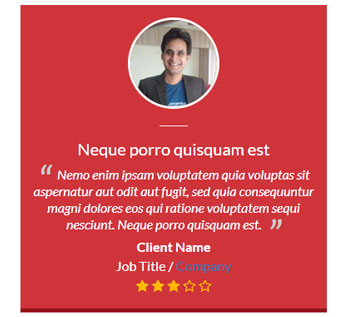 Neque porro quisquam est
“ Nemo enim ipsam voluptatem quia voluptas sit
aspernatur aut odit aut fugit, sed quia consequuntur
magni dolores eos qui ratione voluptatem sequi
nesciunt. Neque porro quisquam est. ”
Client Name
Job Title / Company